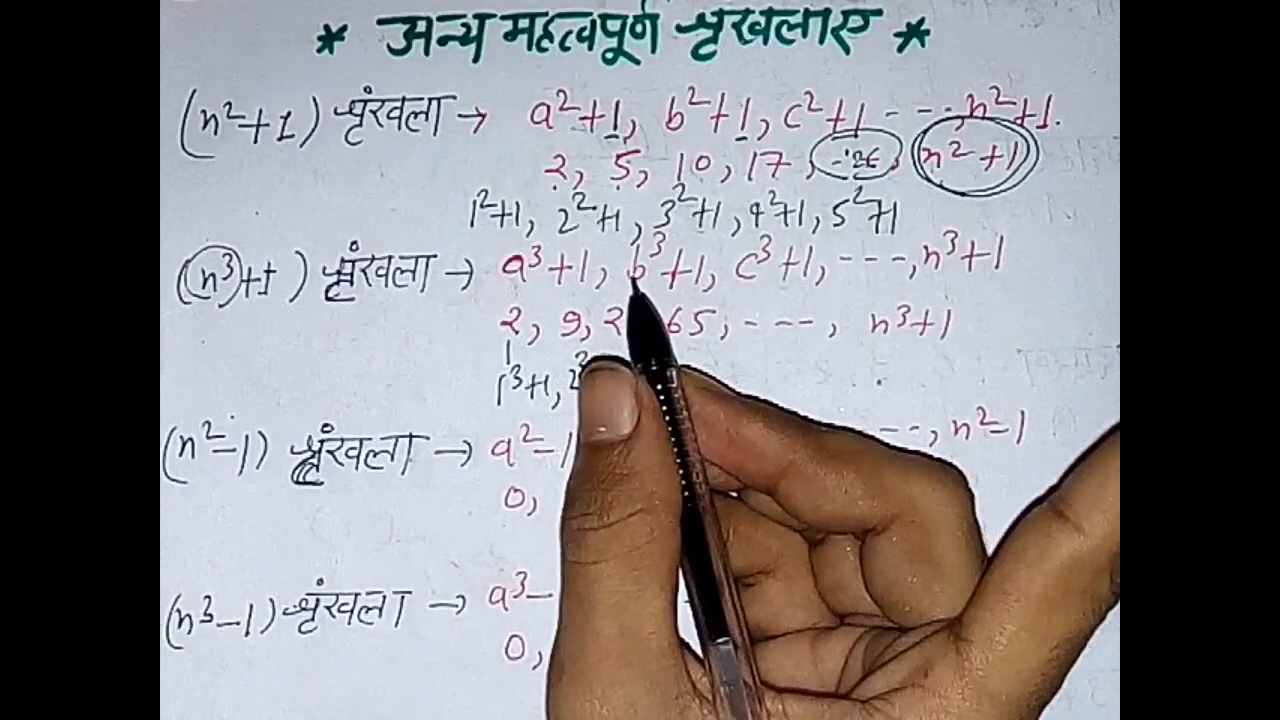 * अन्य महत्वपूर्ण श्रृखलाए *
(n²+1) श्रृंखला → a²+1, b²+1, c²+1 - - -, n²+1.
2, 5, 10, 17, -26, n²+1
1²+1, 2²+1, 3²+1, 4²+1, 5²+1
(n³+1) श्रृंखला → a³+1, b³+1, c³+1, - - - -, n³+1
2, 9, 2 65, - - - -, n³+1
1³+1, 2³
(n²-1) श्रृंखला → a²-1 - -, n²-1
0,
(n³-1) श्रृंखला → a³-
0,